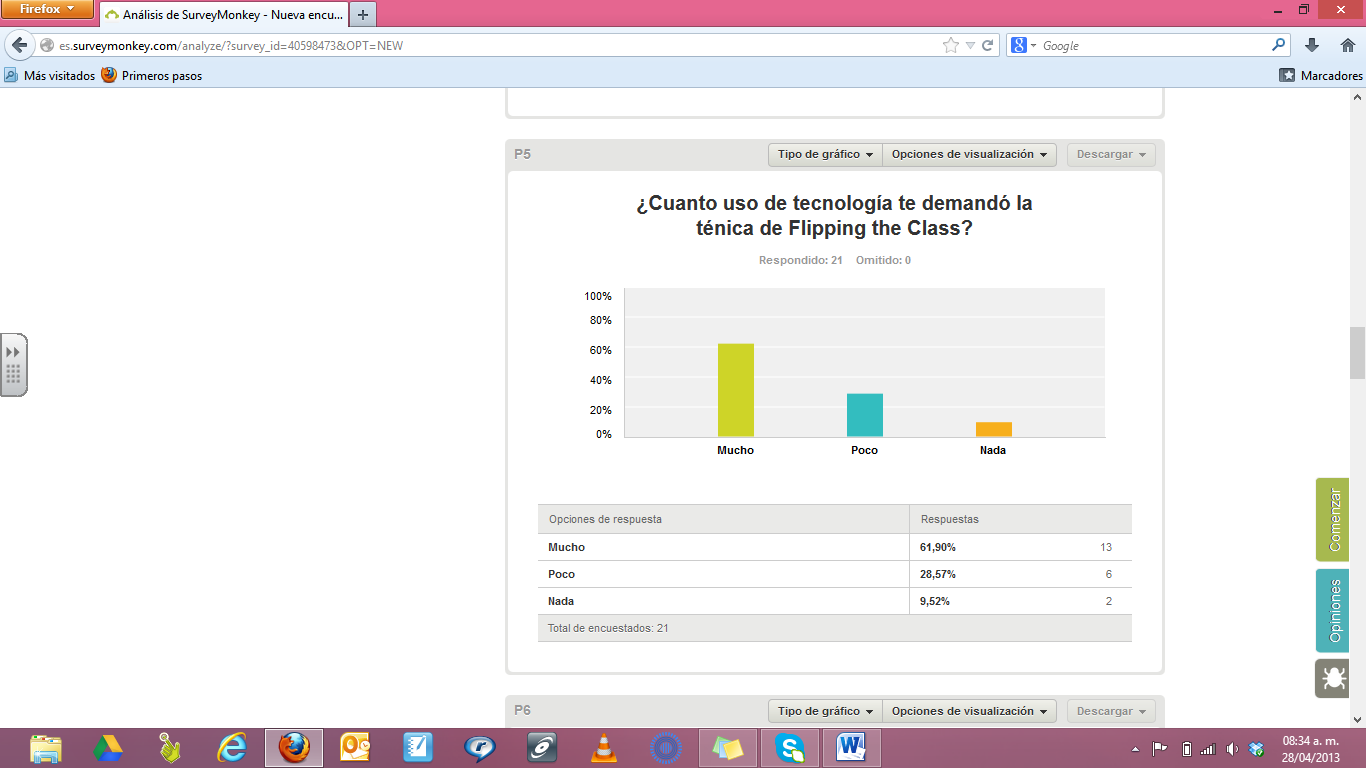 Firefox
Análisis de SurveyMonkey - Nueva encu...
es.surveymonkey.com/analyze/?survey_id=40598473&OPT=NEW
Google
Más visitados
Primeros pasos
Marcadores
P5
Tipo de gráfico
Opciones de visualización
Descargar
¿Cuanto uso de tecnología te demandó la
ténica de Flipping the Class?
Respondido: 21 Omitido: 0
100%
80%
60%
40%
20%
0%
Mucho Poco Nada
Opciones de respuesta Respuestas
Mucho 61,90% 13
Poco 28,57% 6
Nada 9,52% 2
Total de encuestados: 21
Comenzar
Opiniones
P6
Tipo de gráfico
Opciones de visualización
Descargar
08:34 a. m.
28/04/2013